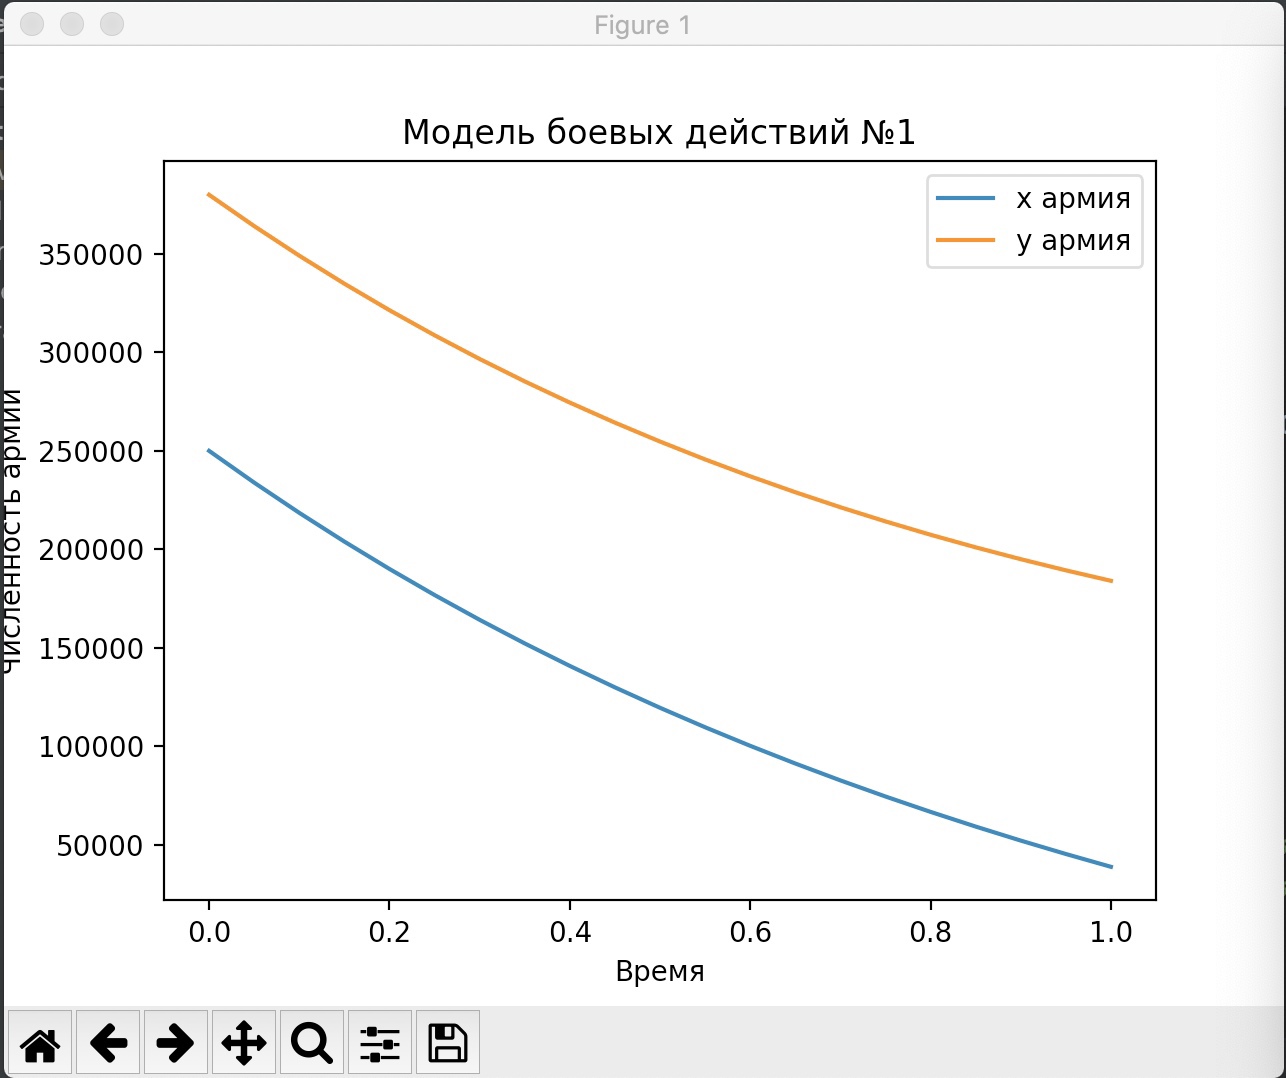 Figure 1
Модель боевых действий №1
х армия
у армия
350000
300000
250000
200000
150000
100000
50000
Численность армии
0.0 0.2 0.4 0.6 0.8 1.0
Время